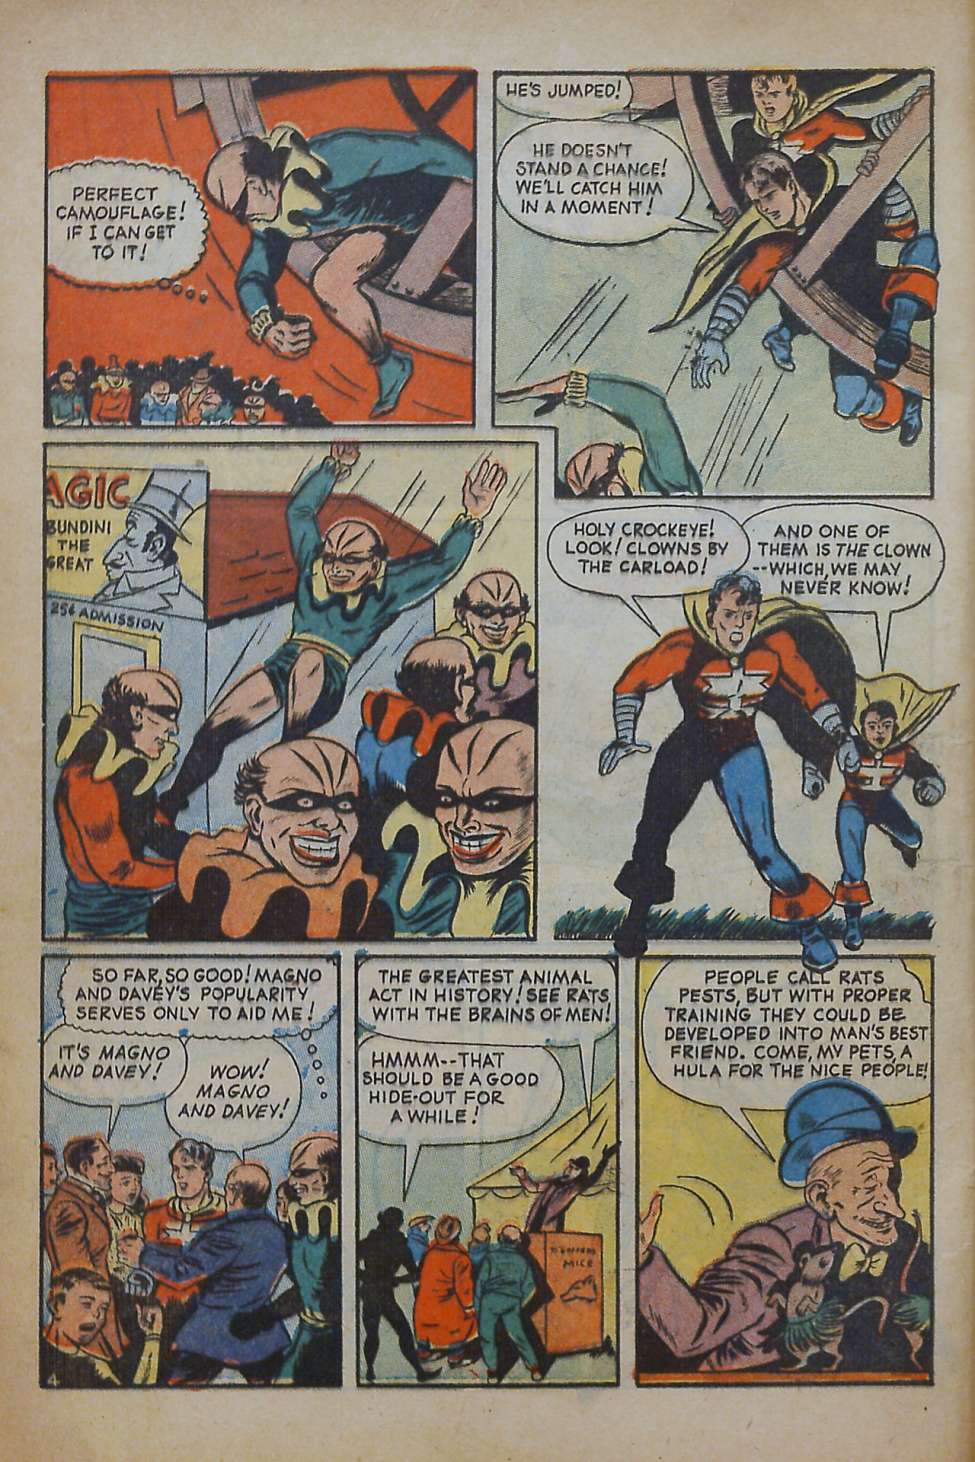 PERFECT
CAMOUFLAGE!
IF I CAN GET
TO IT!
HE'S JUMPED!
HE DOESN'T
STAND A CHANCE!
WE'LL CATCH HIM
IN A MOMENT!
AGIC
BUNDINI
THE
GREAT
25¢ ADMISSION
HOLY CROCKEYE!
LOOK! CLOWNS BY
THE CARLOAD!
AND ONE OF
THEM IS THE CLOWN
--WHICH, WE MAY
NEVER KNOW!
SO FAR, SO GOOD! MAGNO
AND DAVEY'S POPULARITY
SERVES ONLY TO AID ME!
IT'S MAGNO
AND DAVEY!
WOW!
MAGNO
AND DAVEY!
THE GREATEST ANIMAL
ACT IN HISTORY! SEE RATS
WITH THE BRAINS OF MEN!
HMMM--THAT
SHOULD BE A GOOD
HIDE-OUT FOR
A WHILE!
MICE
PEOPLE CALL RATS
PESTS, BUT WITH PROPER
TRAINING THEY COULD BE
DEVELOPED INTO MAN'S BEST
FRIEND. COME, MY PETS, A
HULA FOR THE NICE PEOPLE!